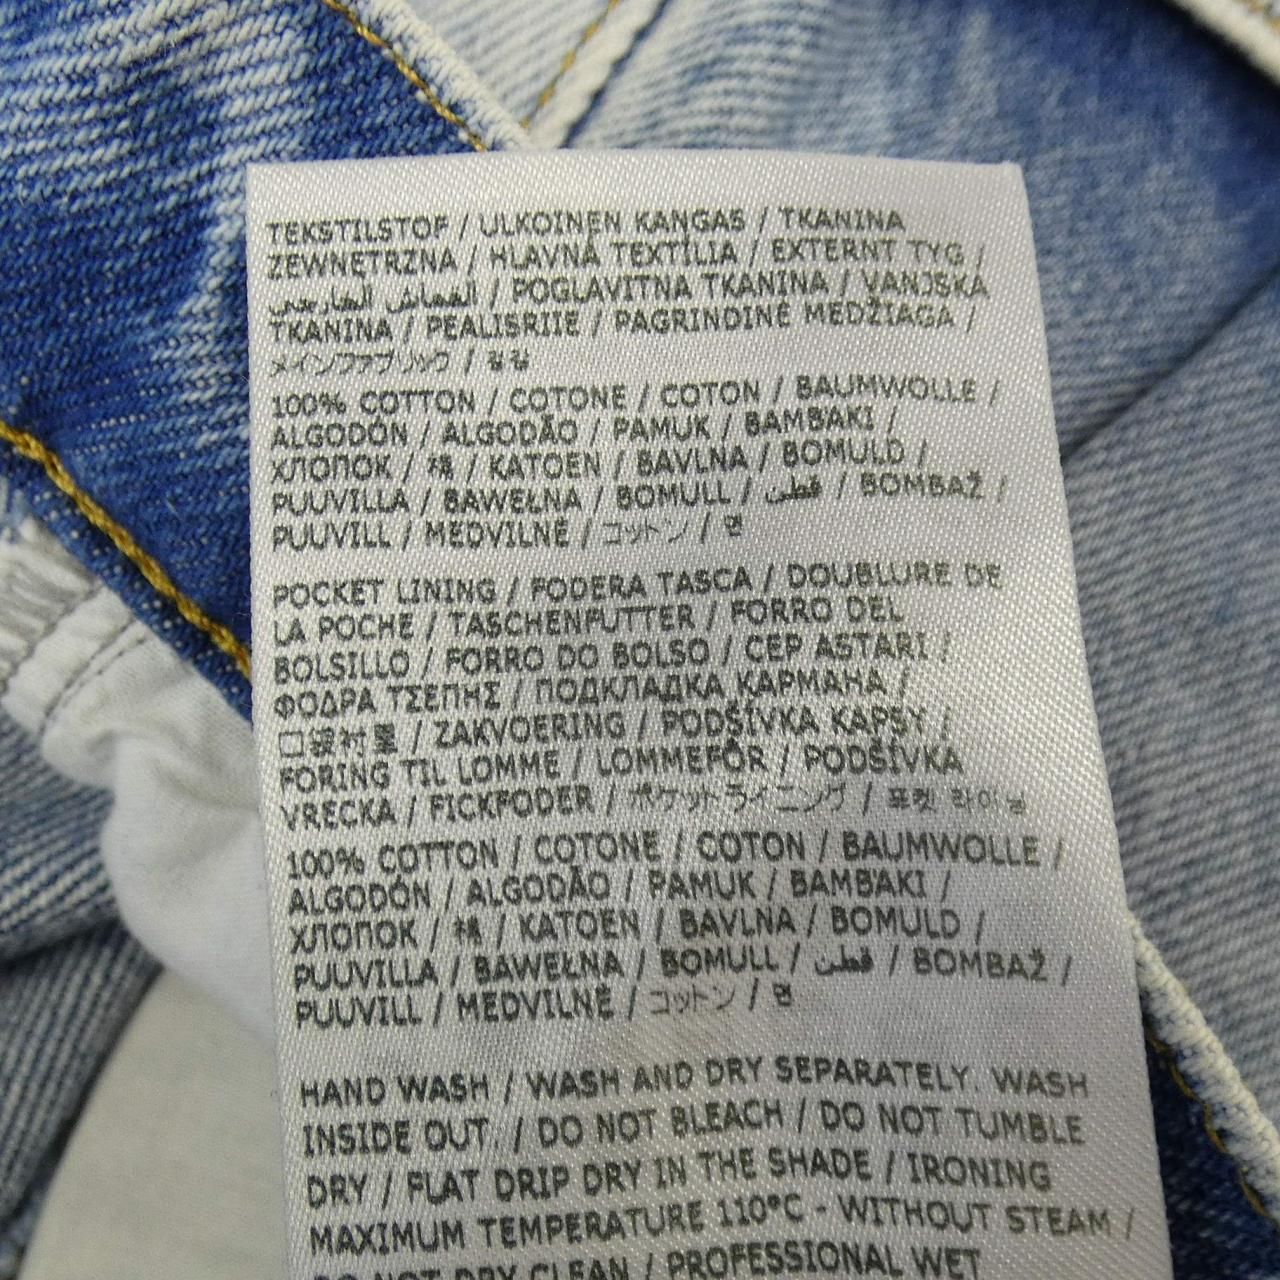 TEKSTILSTOF / ULKOINEN KANGAS / TKANINA
ZEWNĘTRZNA / HLAVNÁ TEXTÍLIA / EXTERNT TYG /
القماش الخارجي / POGLAVITNA TKANINA / VANJSKA
TKANINA / PEALISRIIE / PAGRINDINĖ MEDŽIAGA /
メインファブリック / 겉감
100% COTTON / COTONE / COTON / BAUMWOLLE /
ALGODÓN / ALGODÃO / PAMUK / BAMBAKI /
ХЛОПОК / 棉 / KATOEN / BAVLNA / BOMULD /
PUUVILLA / BAWEŁNA / BOMULL / قطن / BOMBAŽ /
PUUVILL / MEDVILNĖ / コットン / 면
POCKET LINING / FODERA TASCA / DOUBLURE DE
LA POCHE / TASCHENFUTTER / FORRO DEL
BOLSILLO / FORRO DO BOLSO / CEP ASTARI /
ΦΟΔΡΑ ΤΣΕΠΗΣ / ПОДКЛАДКА КАРМАНА /
口袋衬里 / ZAKVOERING / PODŠÍVKA KAPSY /
FORING TIL LOMME / LOMMEFÔR / PODŠÍVKA
VRECKA / FICKFODER / ポケットライニング / 포켓 라이닝
100% COTTON / COTONE / COTON / BAUMWOLLE /
ALGODÓN / ALGODÃO / PAMUK / BAMBAKI /
ХЛОПОК / 棉 / KATOEN / BAVLNA / BOMULD /
PUUVILLA / BAWEŁNA / BOMULL / قطن / BOMBAŽ /
PUUVILL / MEDVILNĖ / コットン / 면
HAND WASH / WASH AND DRY SEPARATELY. WASH
INSIDE OUT. / DO NOT BLEACH / DO NOT TUMBLE
DRY / FLAT DRIP DRY IN THE SHADE / IRONING
MAXIMUM TEMPERATURE 110°C - WITHOUT STEAM /
DO NOT DRY CLEAN / PROFESSIONAL WET